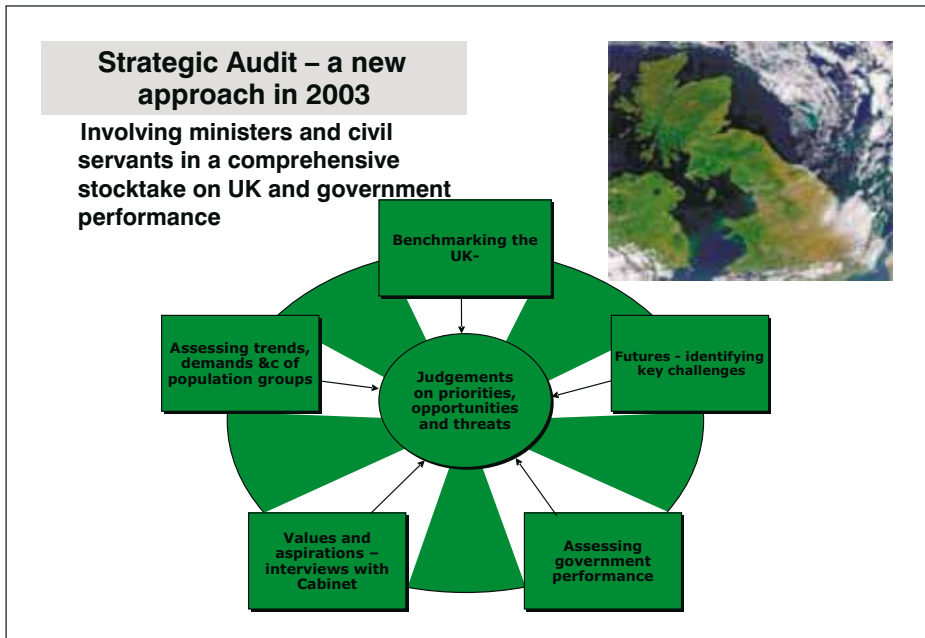 Strategic Audit – a new
approach in 2003
Involving ministers and civil
servants in a comprehensive
stocktake on UK and government
performance
Benchmarking the
UK-
Assessing trends,
demands &c of
population groups
Futures - identifying
key challenges
Judgements
on priorities,
opportunities
and threats
Values and
aspirations –
interviews with
Cabinet
Assessing
government
performance